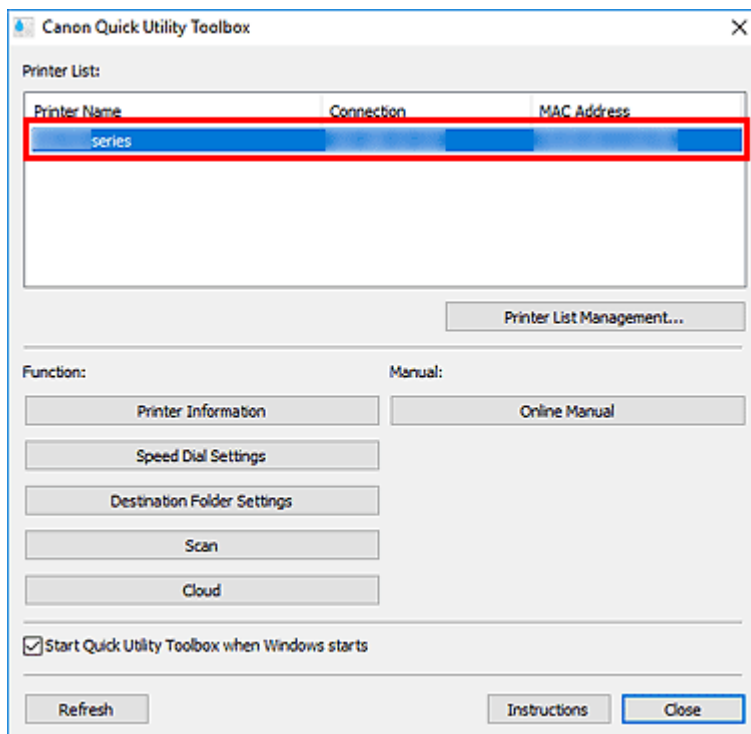 Canon Quick Utility Toolbox
Printer List:
Printer Name Connection MAC Address
series
Printer List Management...
Function: Manual:
Printer Information Online Manual
Speed Dial Settings
Destination Folder Settings
Scan
Cloud
Start Quick Utility Toolbox when Windows starts
Refresh Instructions Close